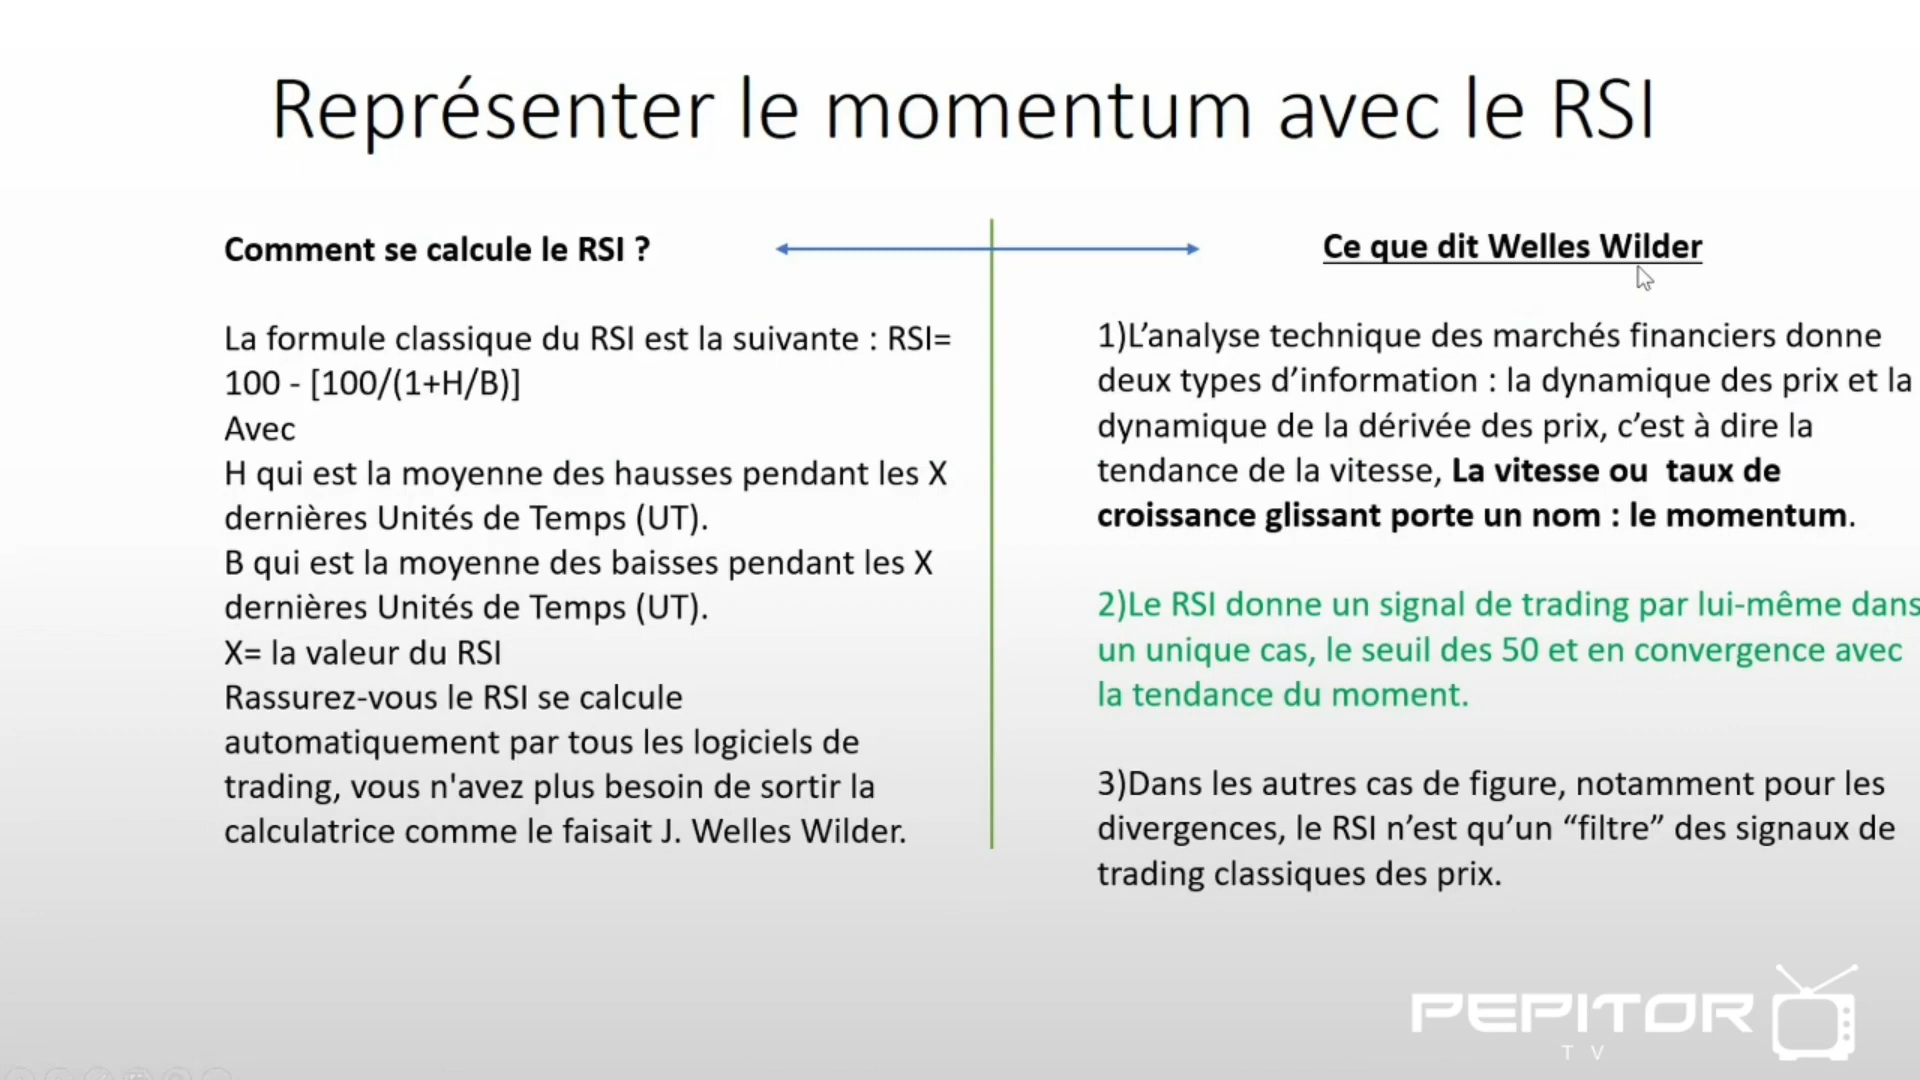 Représenter le momentum avec le RSI
Comment se calcule le RSI ?
La formule classique du RSI est la suivante : RSI=
100 - [100/(1+H/B)]
Avec
H qui est la moyenne des hausses pendant les X
dernières Unités de Temps (UT).
B qui est la moyenne des baisses pendant les X
dernières Unités de Temps (UT).
X= la valeur du RSI
Rassurez-vous le RSI se calcule
automatiquement par tous les logiciels de
trading, vous n'avez plus besoin de sortir la
calculatrice comme le faisait J. Welles Wilder.
Ce que dit Welles Wilder
1)L’analyse technique des marchés financiers donne
deux types d’information : la dynamique des prix et la
dynamique de la dérivée des prix, c’est à dire la
tendance de la vitesse, La vitesse ou  taux de
croissance glissant porte un nom : le momentum.
2)Le RSI donne un signal de trading par lui-même dans
un unique cas, le seuil des 50 et en convergence avec
la tendance du moment.
3)Dans les autres cas de figure, notamment pour les
divergences, le RSI n’est qu’un “filtre” des signaux de
trading classiques des prix.
PEPITOR
TV